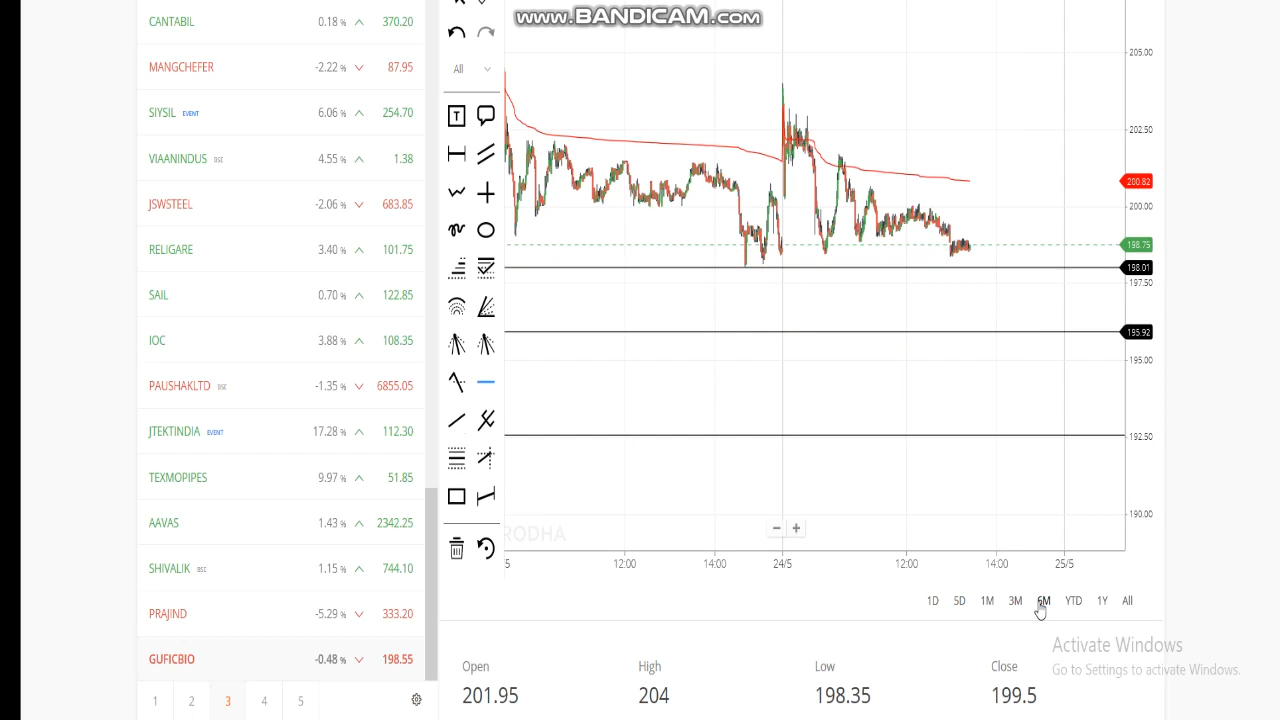 www.BANDICAM.com
CANTABIL 0.18 % 370.20
MANGCHEFER -2.22 % 87.95
SIYSIL EVENT 6.06 % 254.70
VIAANINDUS BSE 4.55 % 1.38
JSWSTEEL -2.06 % 683.85
RELIGARE 3.40 % 101.75
SAIL 0.70 % 122.85
IOC 3.88 % 108.35
PAUSHAKLTD BSE -1.35 % 6855.05
JTEKTINDIA EVENT 17.28 % 112.30
TEXMOPIPES 9.97 % 51.85
AAVAS 1.43 % 2342.25
SHIVALIK BSE 1.15 % 744.10
PRAJIND -5.29 % 333.20
GUFICBIO -0.48 % 198.55
1 2 3 4 5
All
T
205.00
202.50
200.82
200.00
198.75
198.01
197.50
195.92
195.00
192.50
190.00
RODHA
− +
5 12:00 14:00 24/5 12:00 14:00 25/5
1D 5D 1M 3M 6M YTD 1Y All
Activate Windows
Go to Settings to activate Windows.
Open High Low Close
201.95 204 198.35 199.5